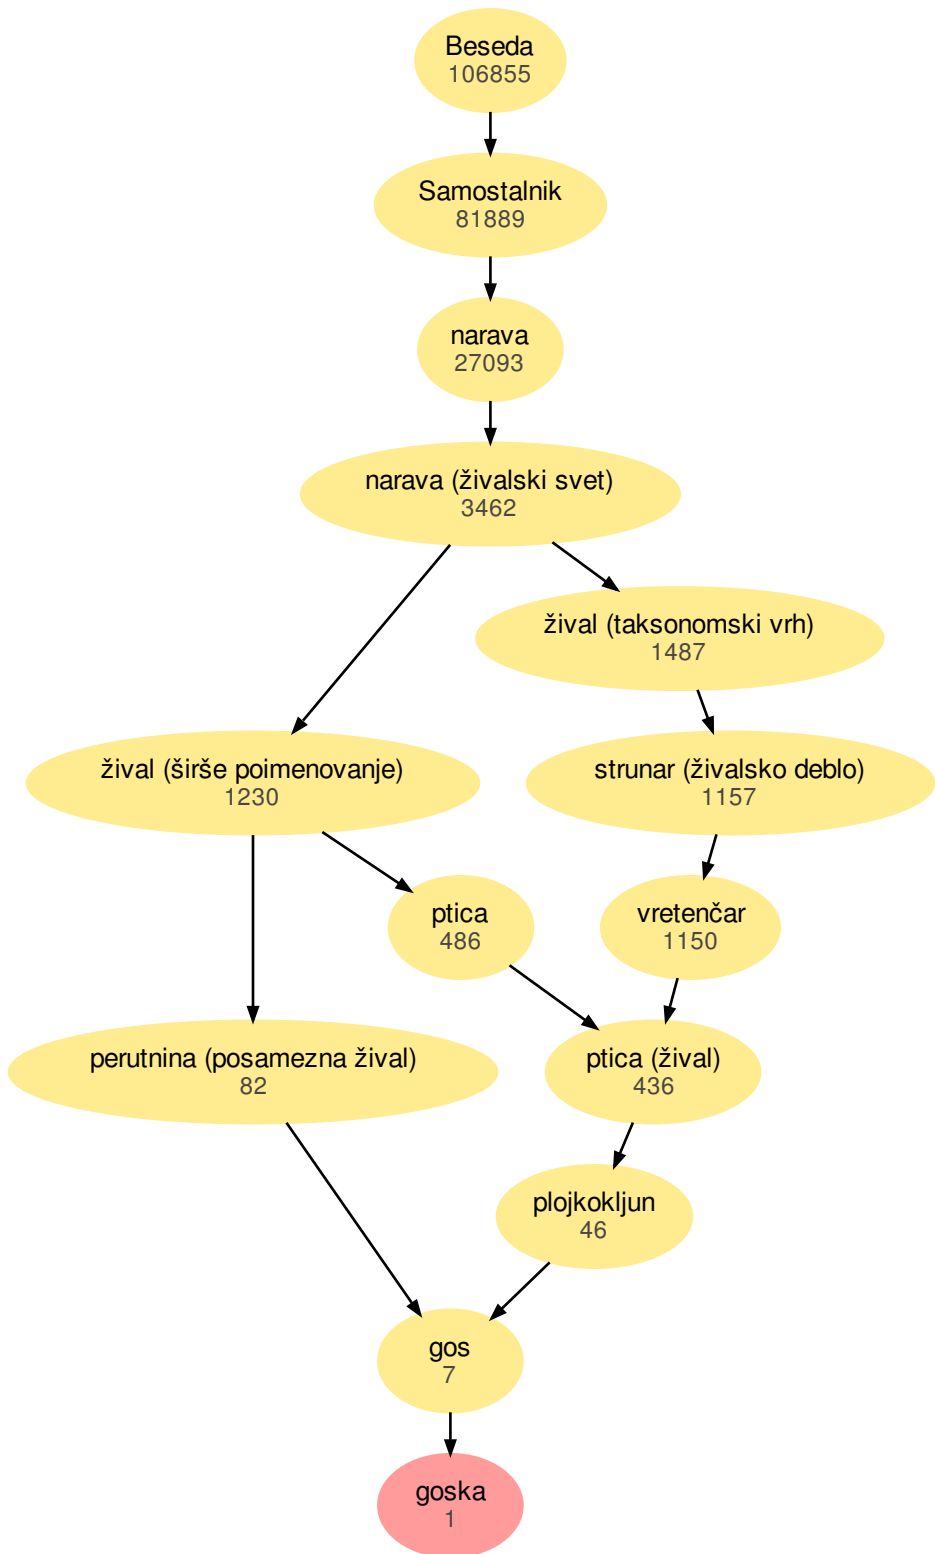 Beseda
106855
Samostalnik
81889
narava
27093
narava (živalski svet)
3462
žival (taksonomski vrh)
1487
žival (širše poimenovanje)
1230
strunar (živalsko deblo)
1157
ptica
486
vretenčar
1150
perutnina (posamezna žival)
82
ptica (žival)
436
plojkokljun
46
gos
7
goska
1